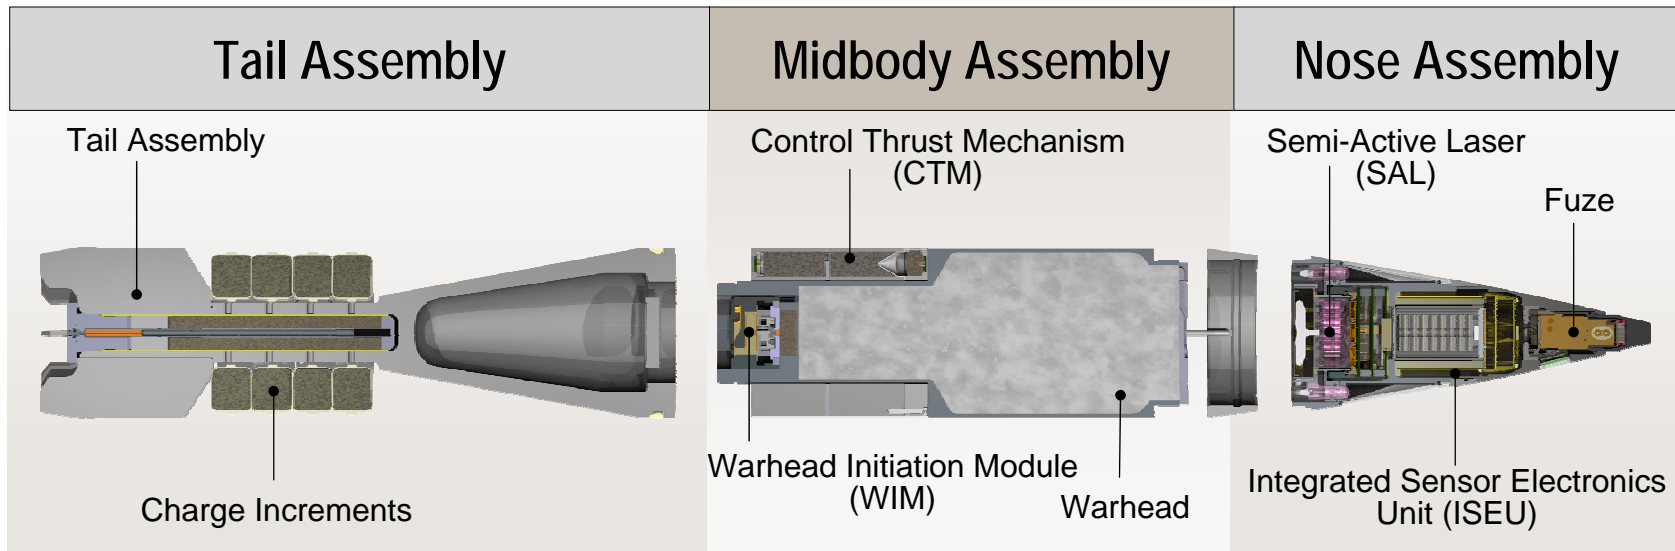 Tail Assembly
Midbody Assembly
Nose Assembly
Tail Assembly
Control Thrust Mechanism
(CTM)
Semi-Active Laser
(SAL)
Fuze
Charge Increments
Warhead Initiation Module
(WIM)
Warhead
Integrated Sensor Electronics
Unit (ISEU)